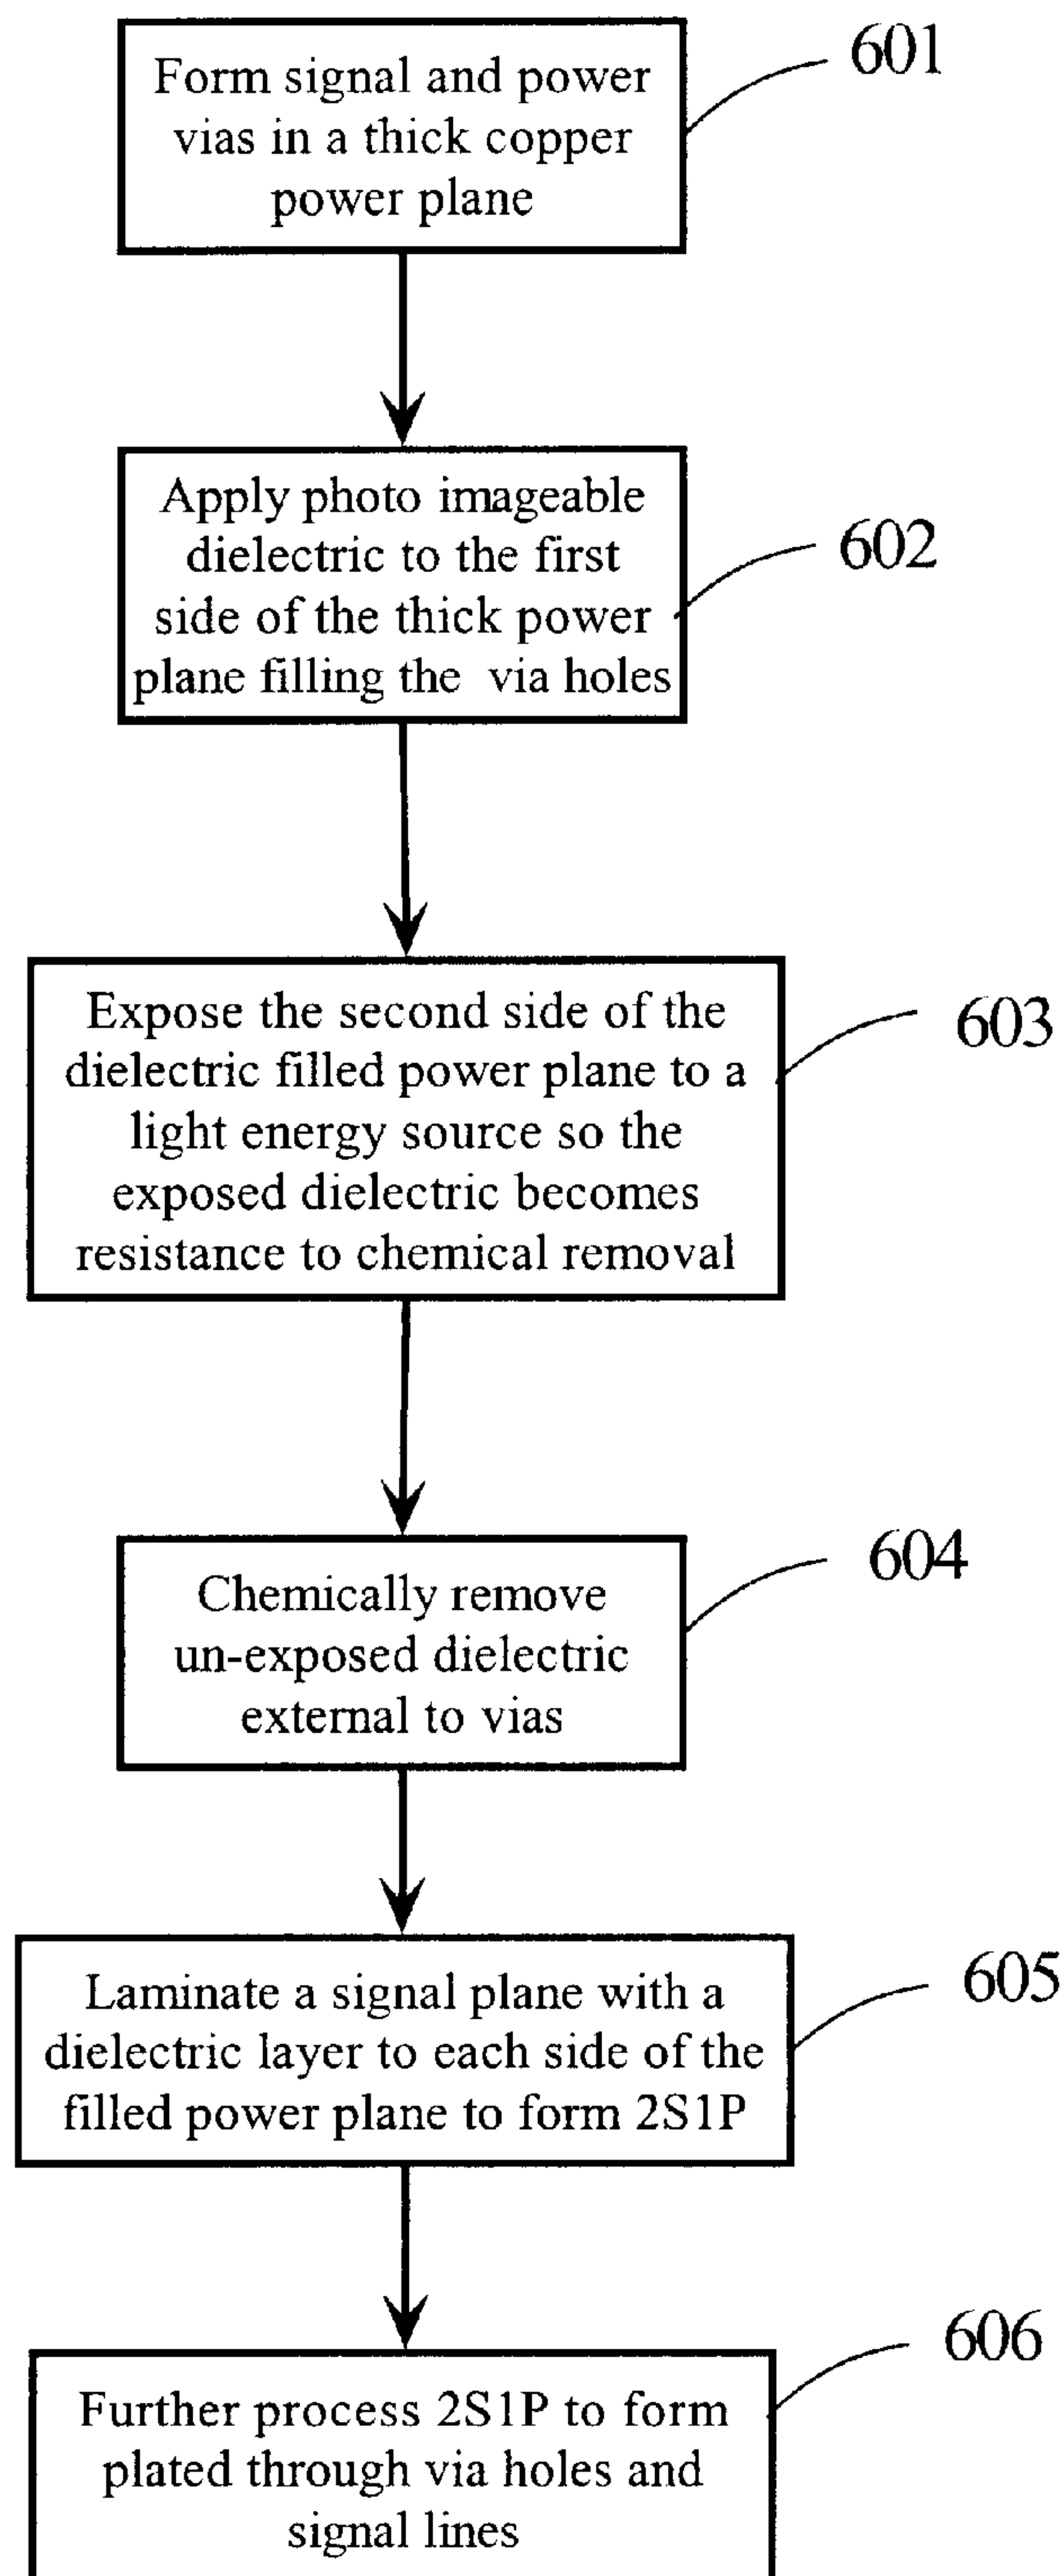 Form signal and power
vias in a thick copper
power plane
601
Apply photo imageable
dielectric to the first
side of the thick power
plane filling the via holes
602
Expose the second side of the
dielectric filled power plane to a
light energy source so the
exposed dielectric becomes
resistance to chemical removal
603
Chemically remove
un-exposed dielectric
external to vias
604
Laminate a signal plane with a
dielectric layer to each side of the
filled power plane to form 2S1P
605
Further process 2S1P to form
plated through via holes and
signal lines
606